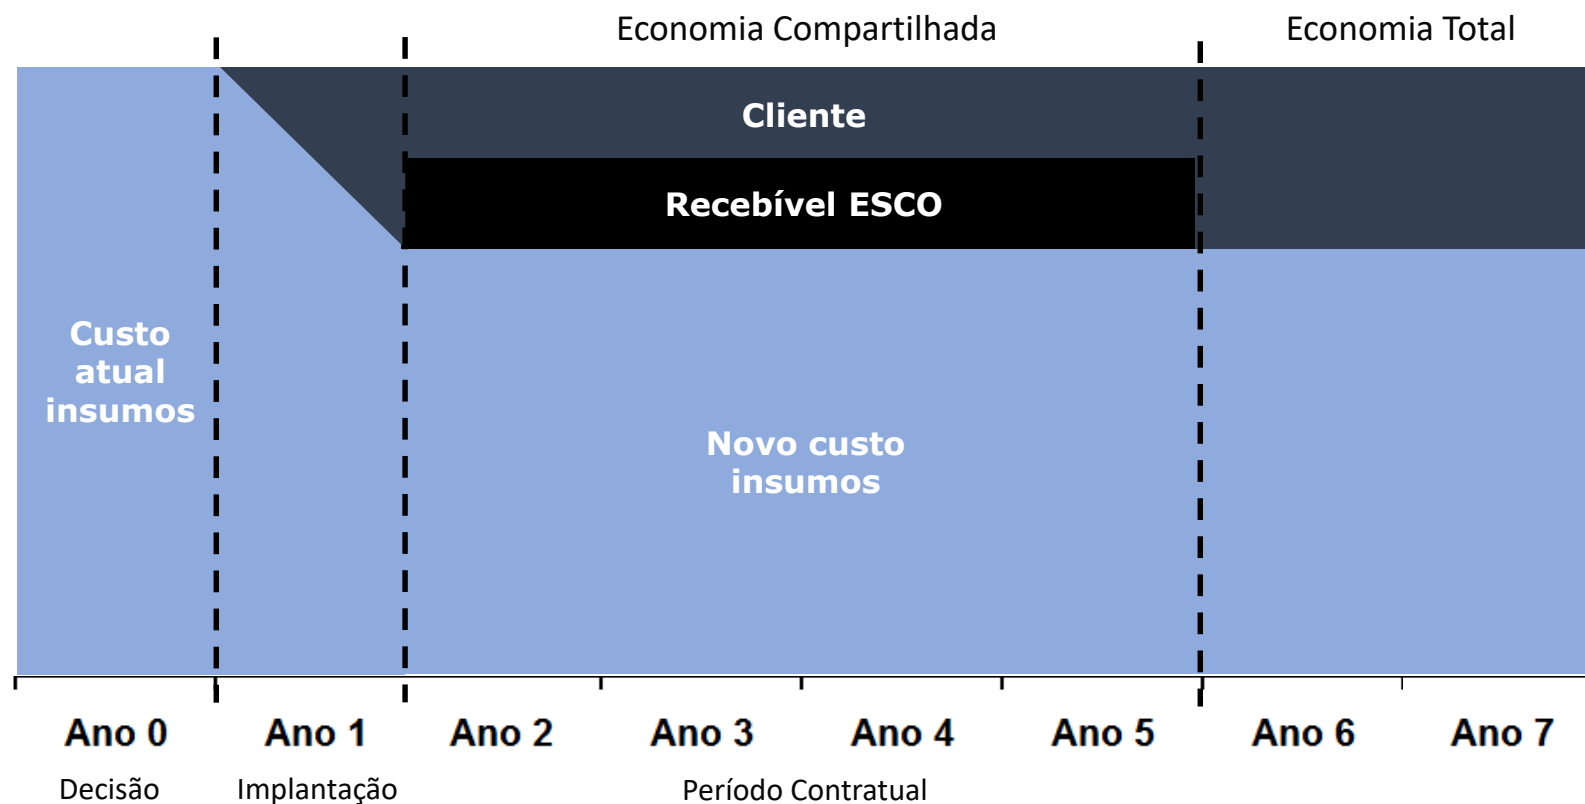 Economia Compartilhada
Economia Total
Cliente
Recebível ESCO
Custo
atual
insumos
Novo custo
insumos
Ano 0
Ano 1
Ano 2
Ano 3
Ano 4
Ano 5
Ano 6
Ano 7
Decisão
Implantação
Período Contratual